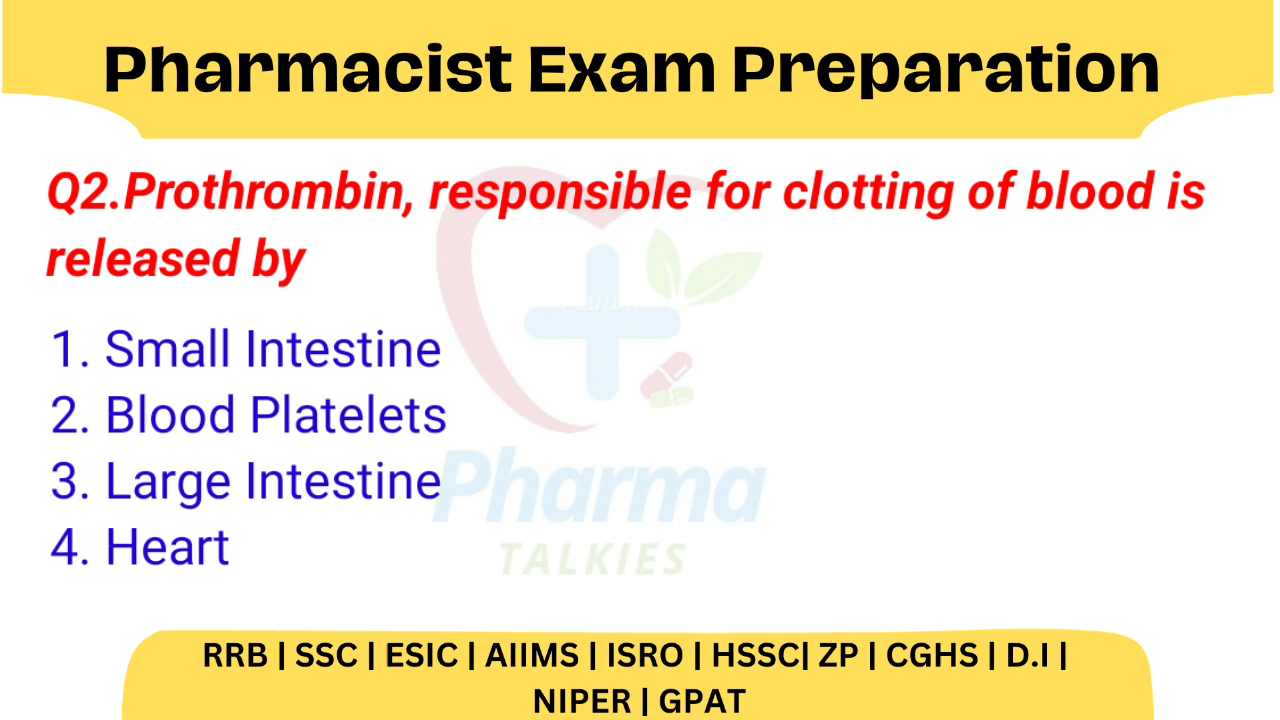 Pharmacist Exam Preparation
Q2.Prothrombin, responsible for clotting of blood is
released by
1. Small Intestine
2. Blood Platelets
3. Large Intestine
4. Heart
Canva
Pharma
TALKIES
RRB | SSC | ESIC | AIIMS | ISRO | HSSC| ZP | CGHS | D.I |
NIPER | GPAT